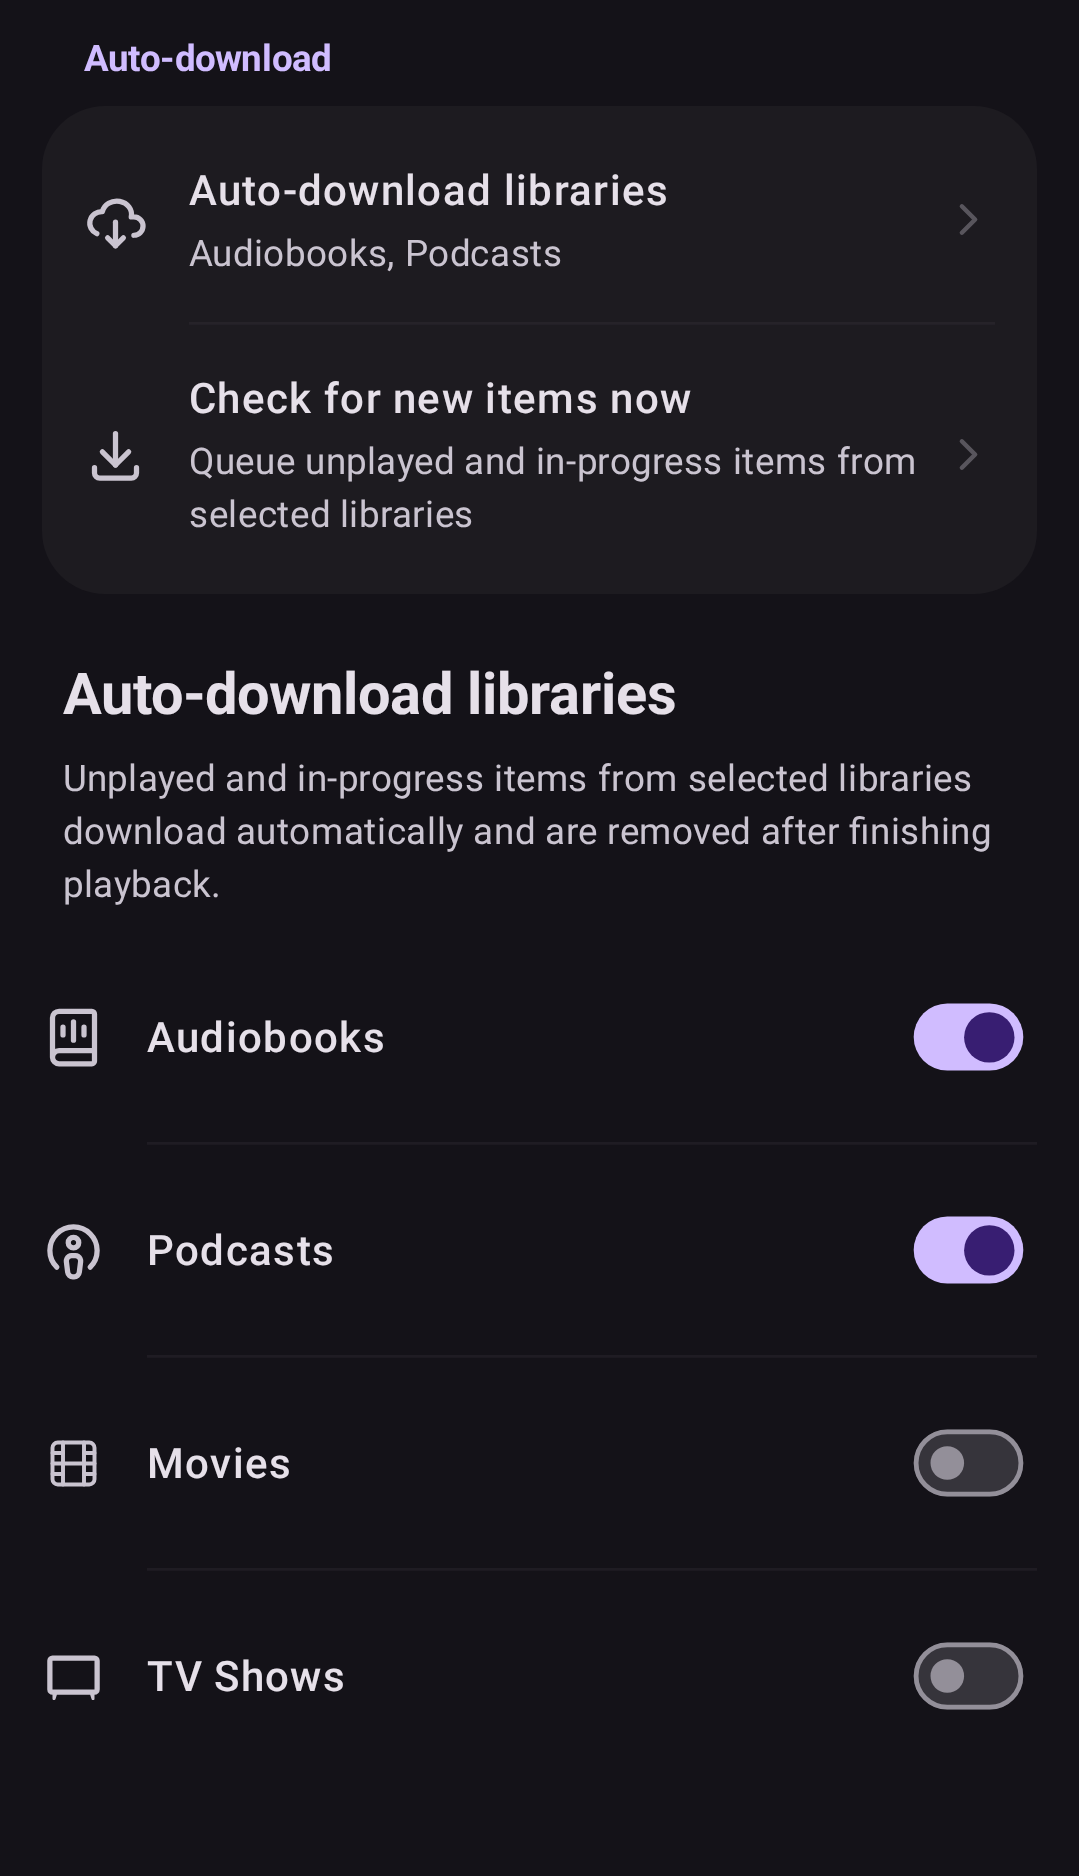 Auto-download
Auto-download libraries
Audiobooks, Podcasts
Check for new items now
Queue unplayed and in-progress items from
selected libraries
Auto-download libraries
Unplayed and in-progress items from selected libraries
download automatically and are removed after finishing
playback.
Audiobooks
Podcasts
Movies
TV Shows